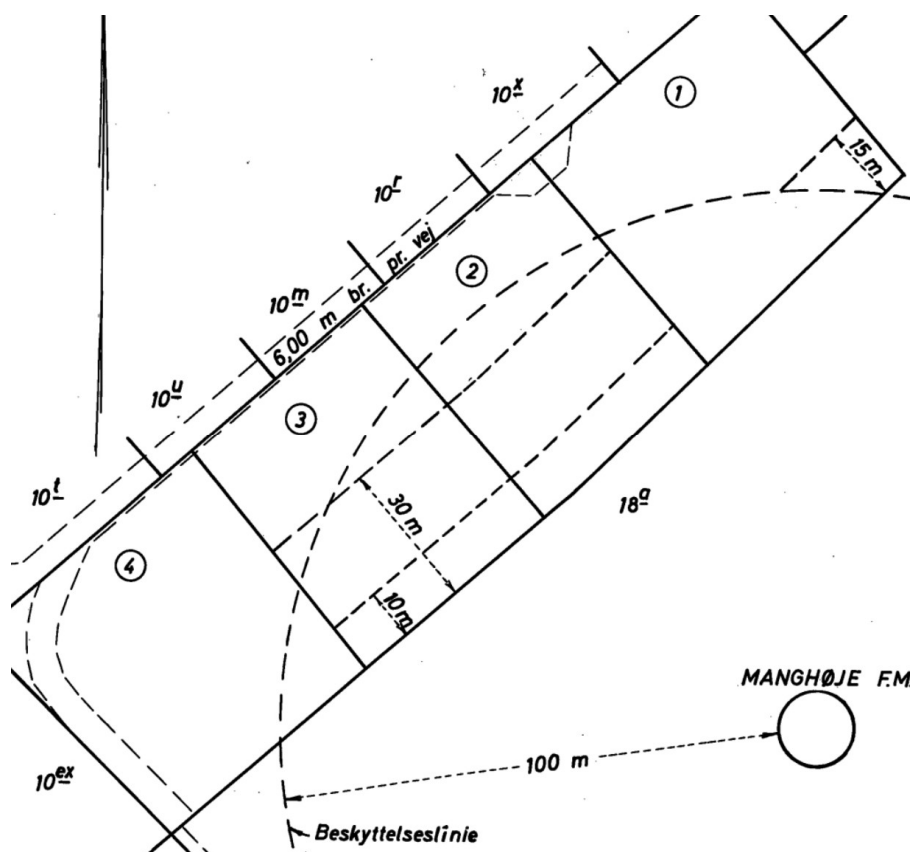 10x
1
15 m
10r
2
6,00 m br. pr. vej
10m
10u
3
10t
30 m
18a
4
10 m
MANGHØJE F.M.
100 m
10ex
Beskyttelseslinie